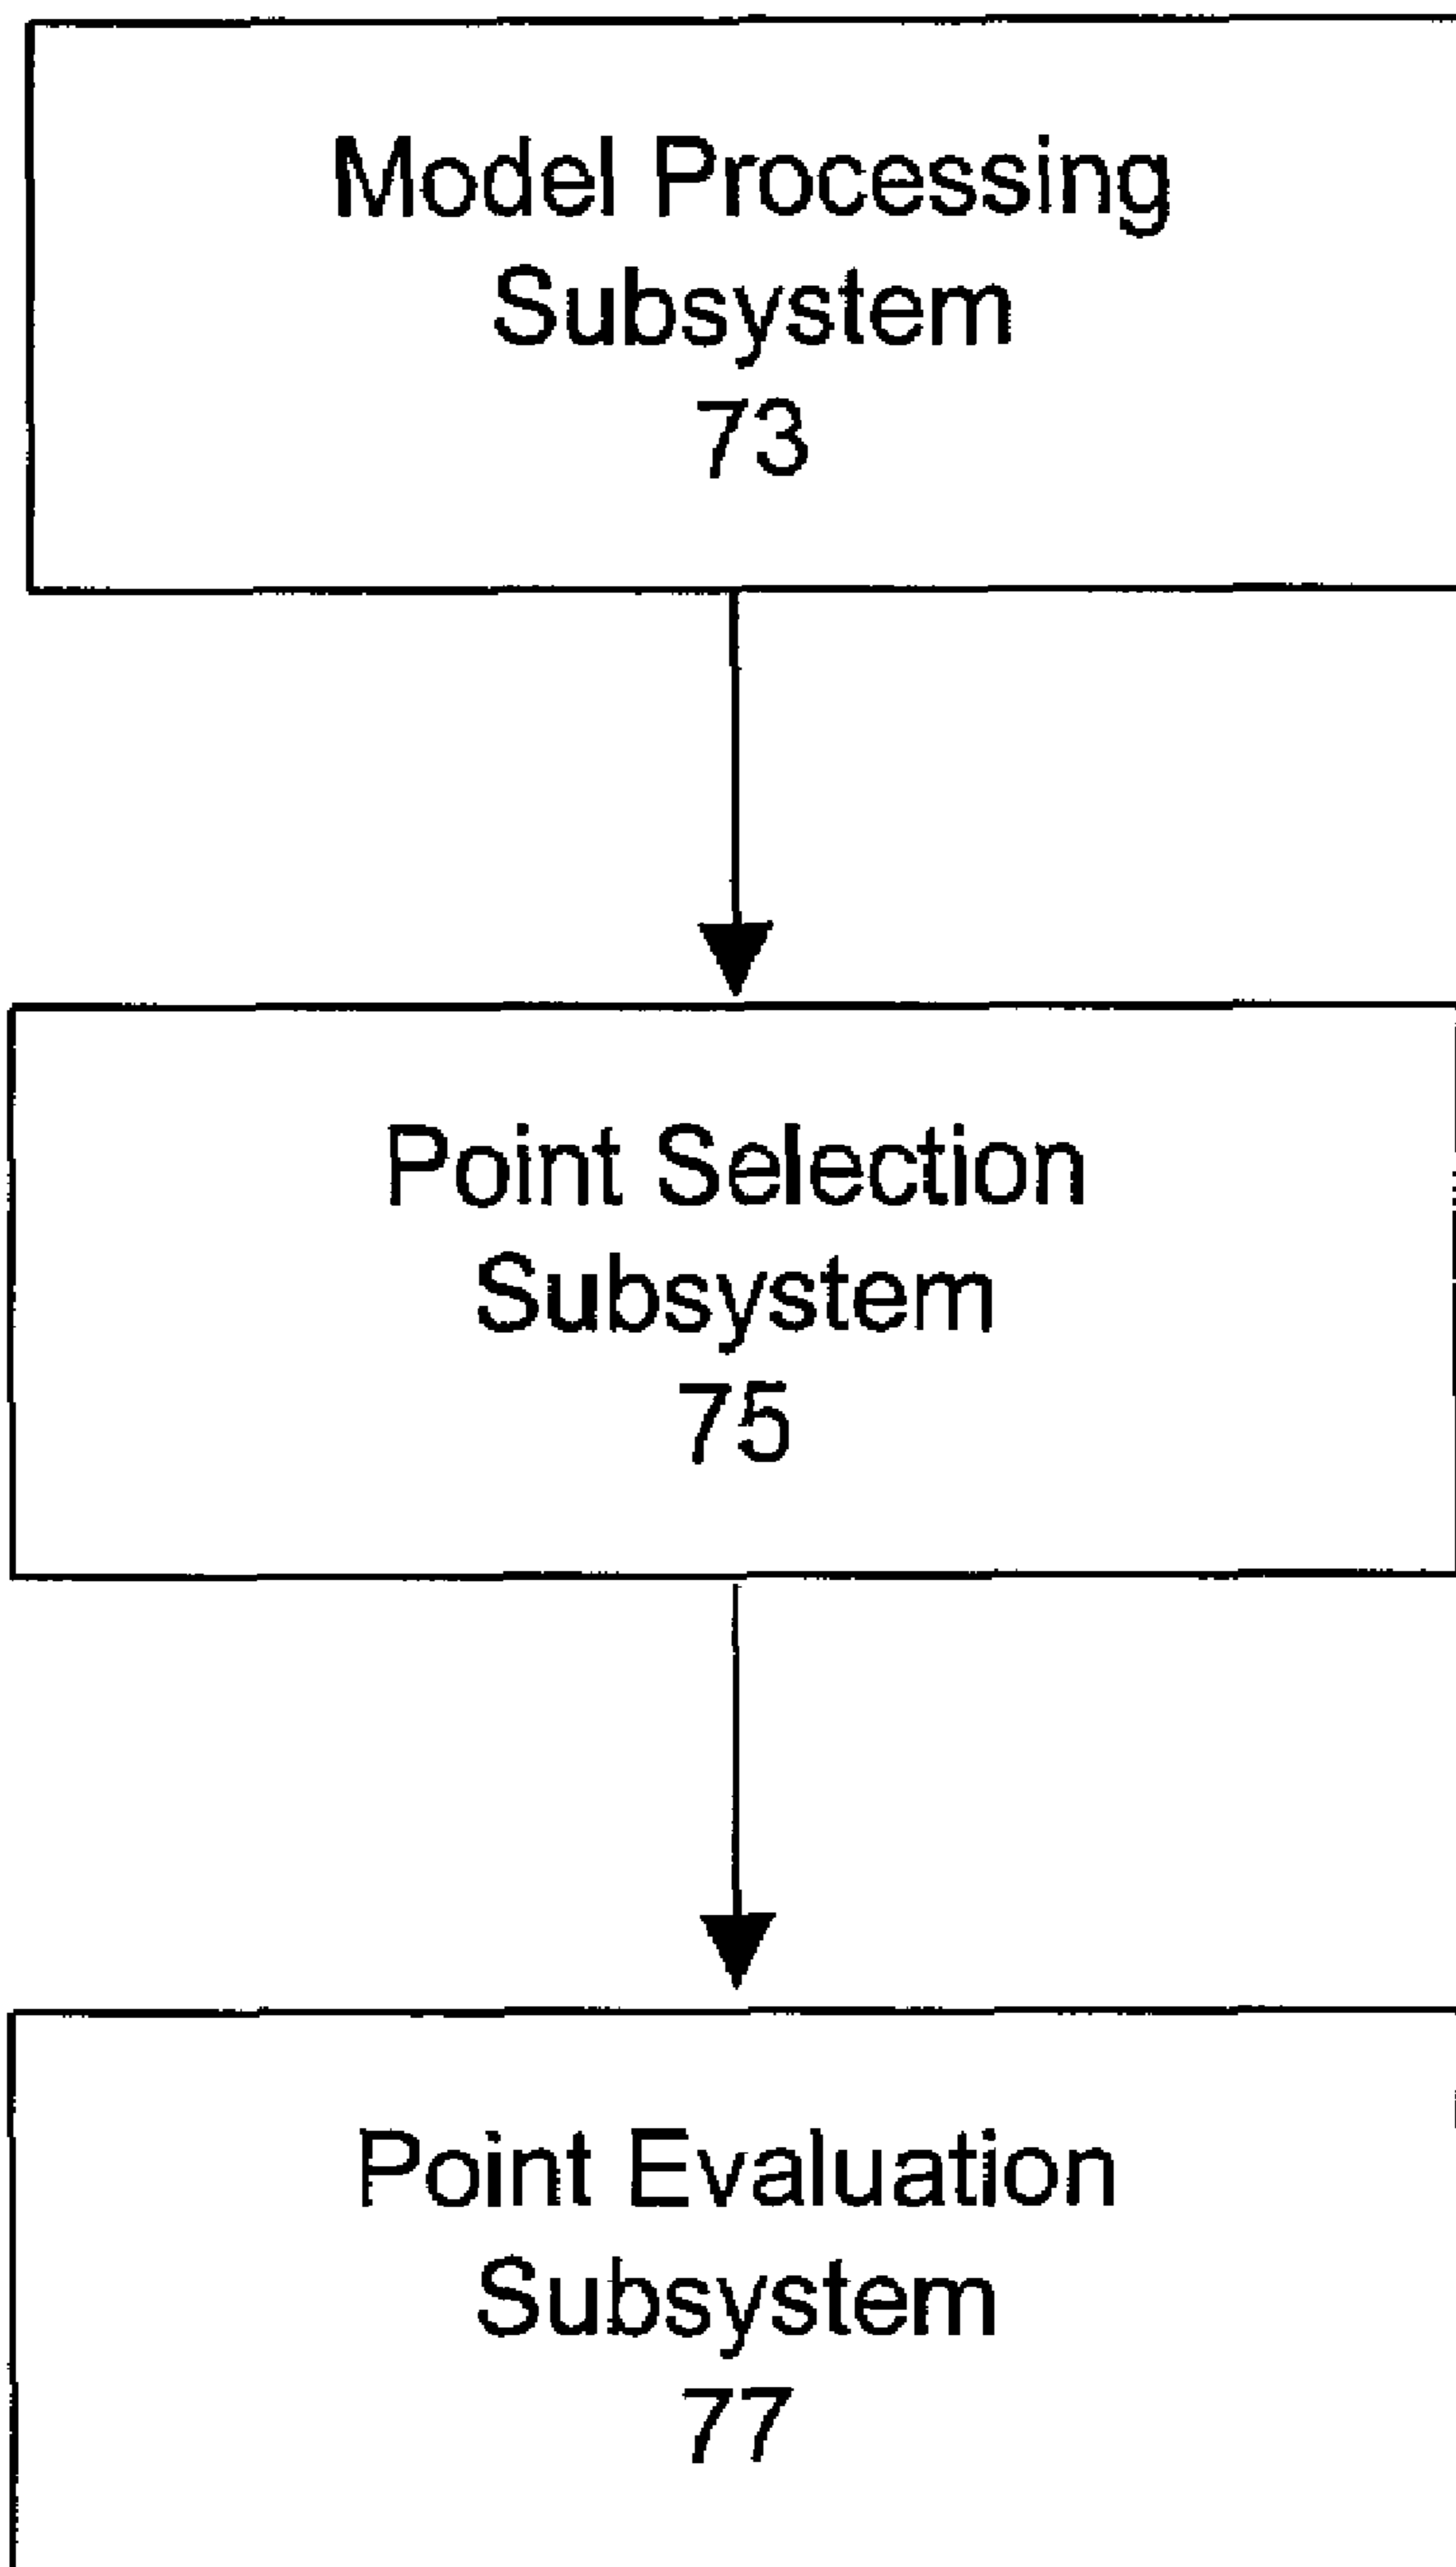 Model Processing
Subsystem
73
Point Selection
Subsystem
75
Point Evaluation
Subsystem
77